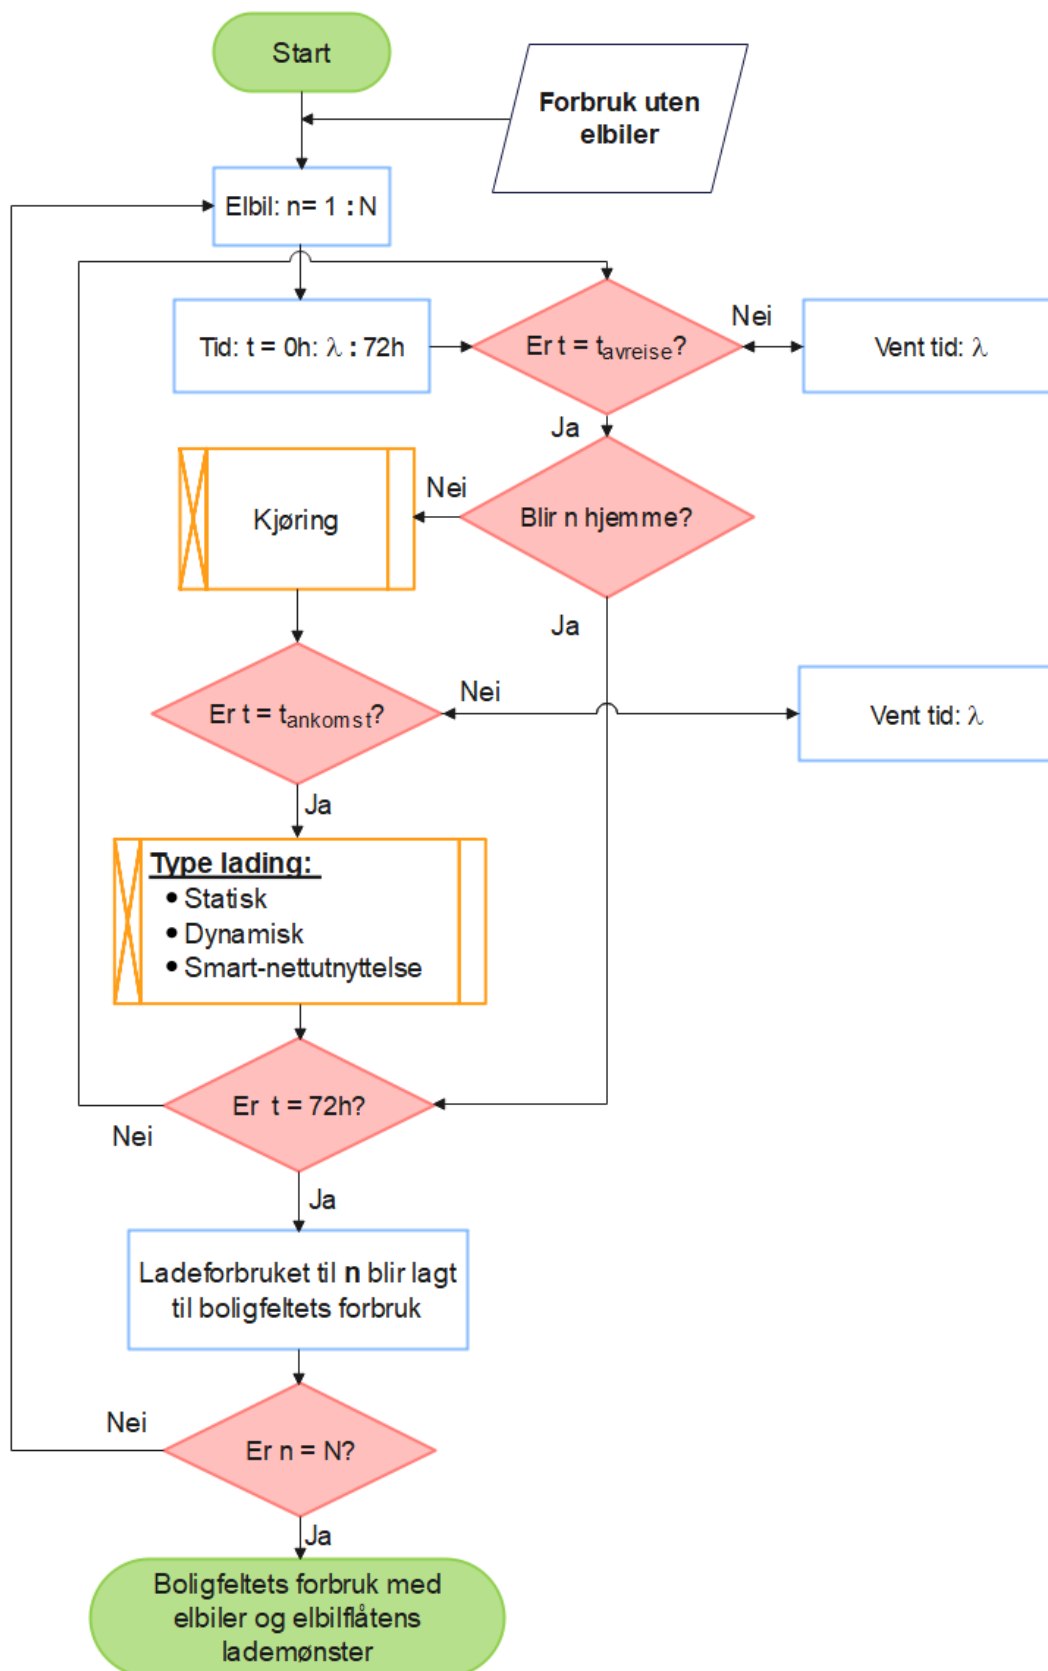 Start
Forbruk uten
elbiler
Elbil: n= 1 : N
Tid: t = 0h: λ : 72h
Er t = t_avreise?
Nei
Vent tid: λ
Ja
Blir n hjemme?
Nei
Kjøring
Ja
Er t = t_ankomst?
Nei
Vent tid: λ
Ja
Type lading:
• Statisk
• Dynamisk
• Smart-nettutnyttelse
Er t = 72h?
Nei
Ja
Ladeforbruket til n blir lagt
til boligfeltets forbruk
Nei
Er n = N?
Ja
Boligfeltets forbruk med
elbiler og elbilflåtens
lademønster